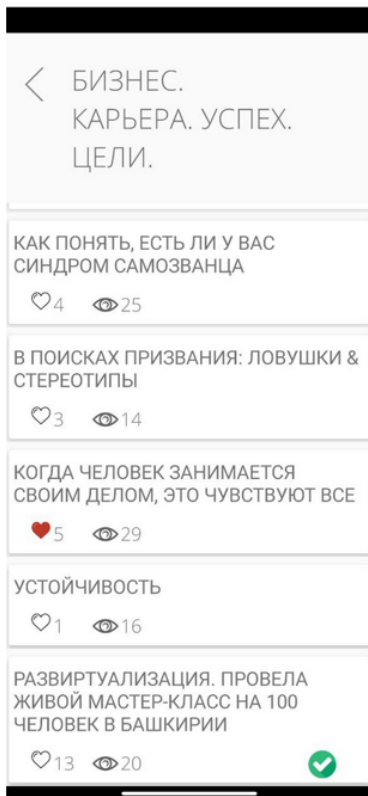 БИЗНЕС.
КАРЬЕРА. УСПЕХ.
ЦЕЛИ.
КАК ПОНЯТЬ, ЕСТЬ ЛИ У ВАС
СИНДРОМ САМОЗВАНЦА
4 25
В ПОИСКАХ ПРИЗВАНИЯ: ЛОВУШКИ &
СТЕРЕОТИПЫ
3 14
КОГДА ЧЕЛОВЕК ЗАНИМАЕТСЯ
СВОИМ ДЕЛОМ, ЭТО ЧУВСТВУЮТ ВСЕ
5 29
УСТОЙЧИВОСТЬ
1 16
РАЗВИРТУАЛИЗАЦИЯ. ПРОВЕЛА
ЖИВОЙ МАСТЕР-КЛАСС НА 100
ЧЕЛОВЕК В БАШКИРИИ
13 20